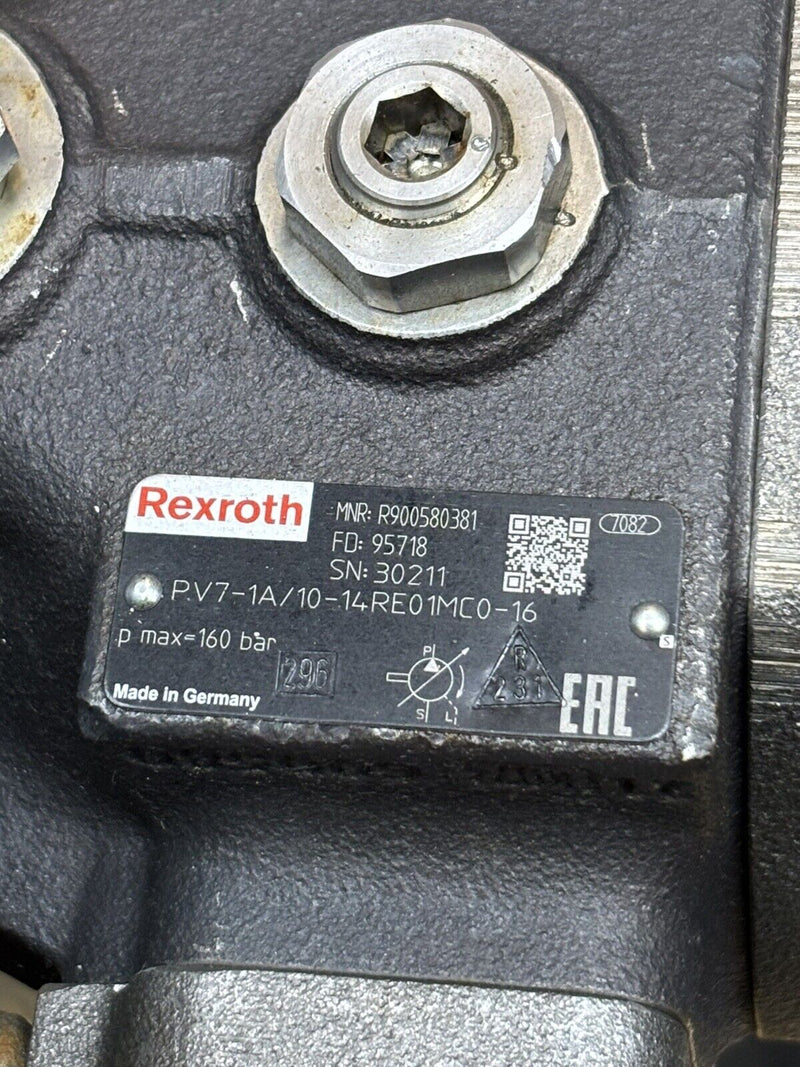 Rexroth
MNR: R900580381
7082
FD: 95718
SN: 30211
PV7-1A/10-14RE01MC0-16
p max=160 bar
296
P
S L
R
231
S
Made in Germany
EAC